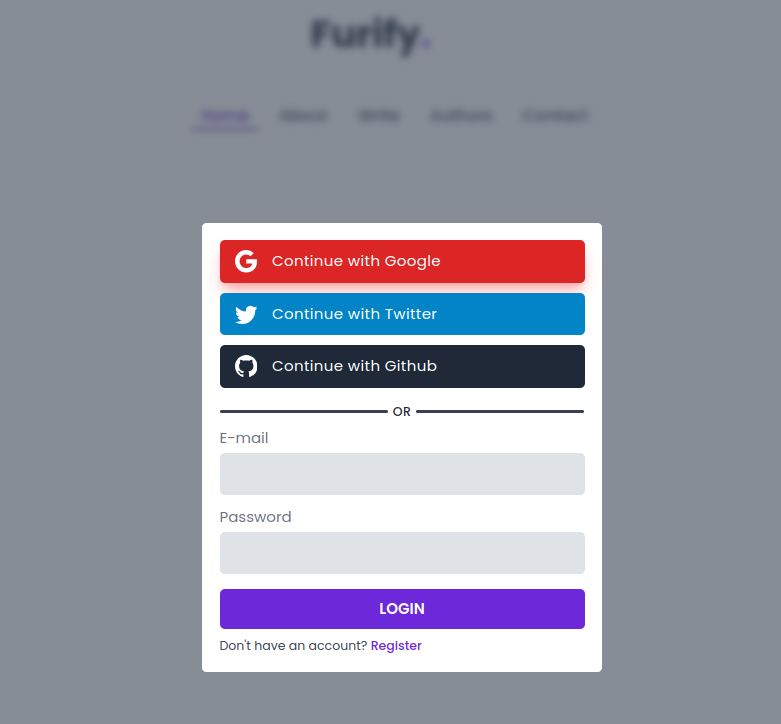 Furify.
Home About Write Authors Contact
Continue with Google
Continue with Twitter
Continue with Github
OR
E-mail
Password
LOGIN
Don't have an account? Register